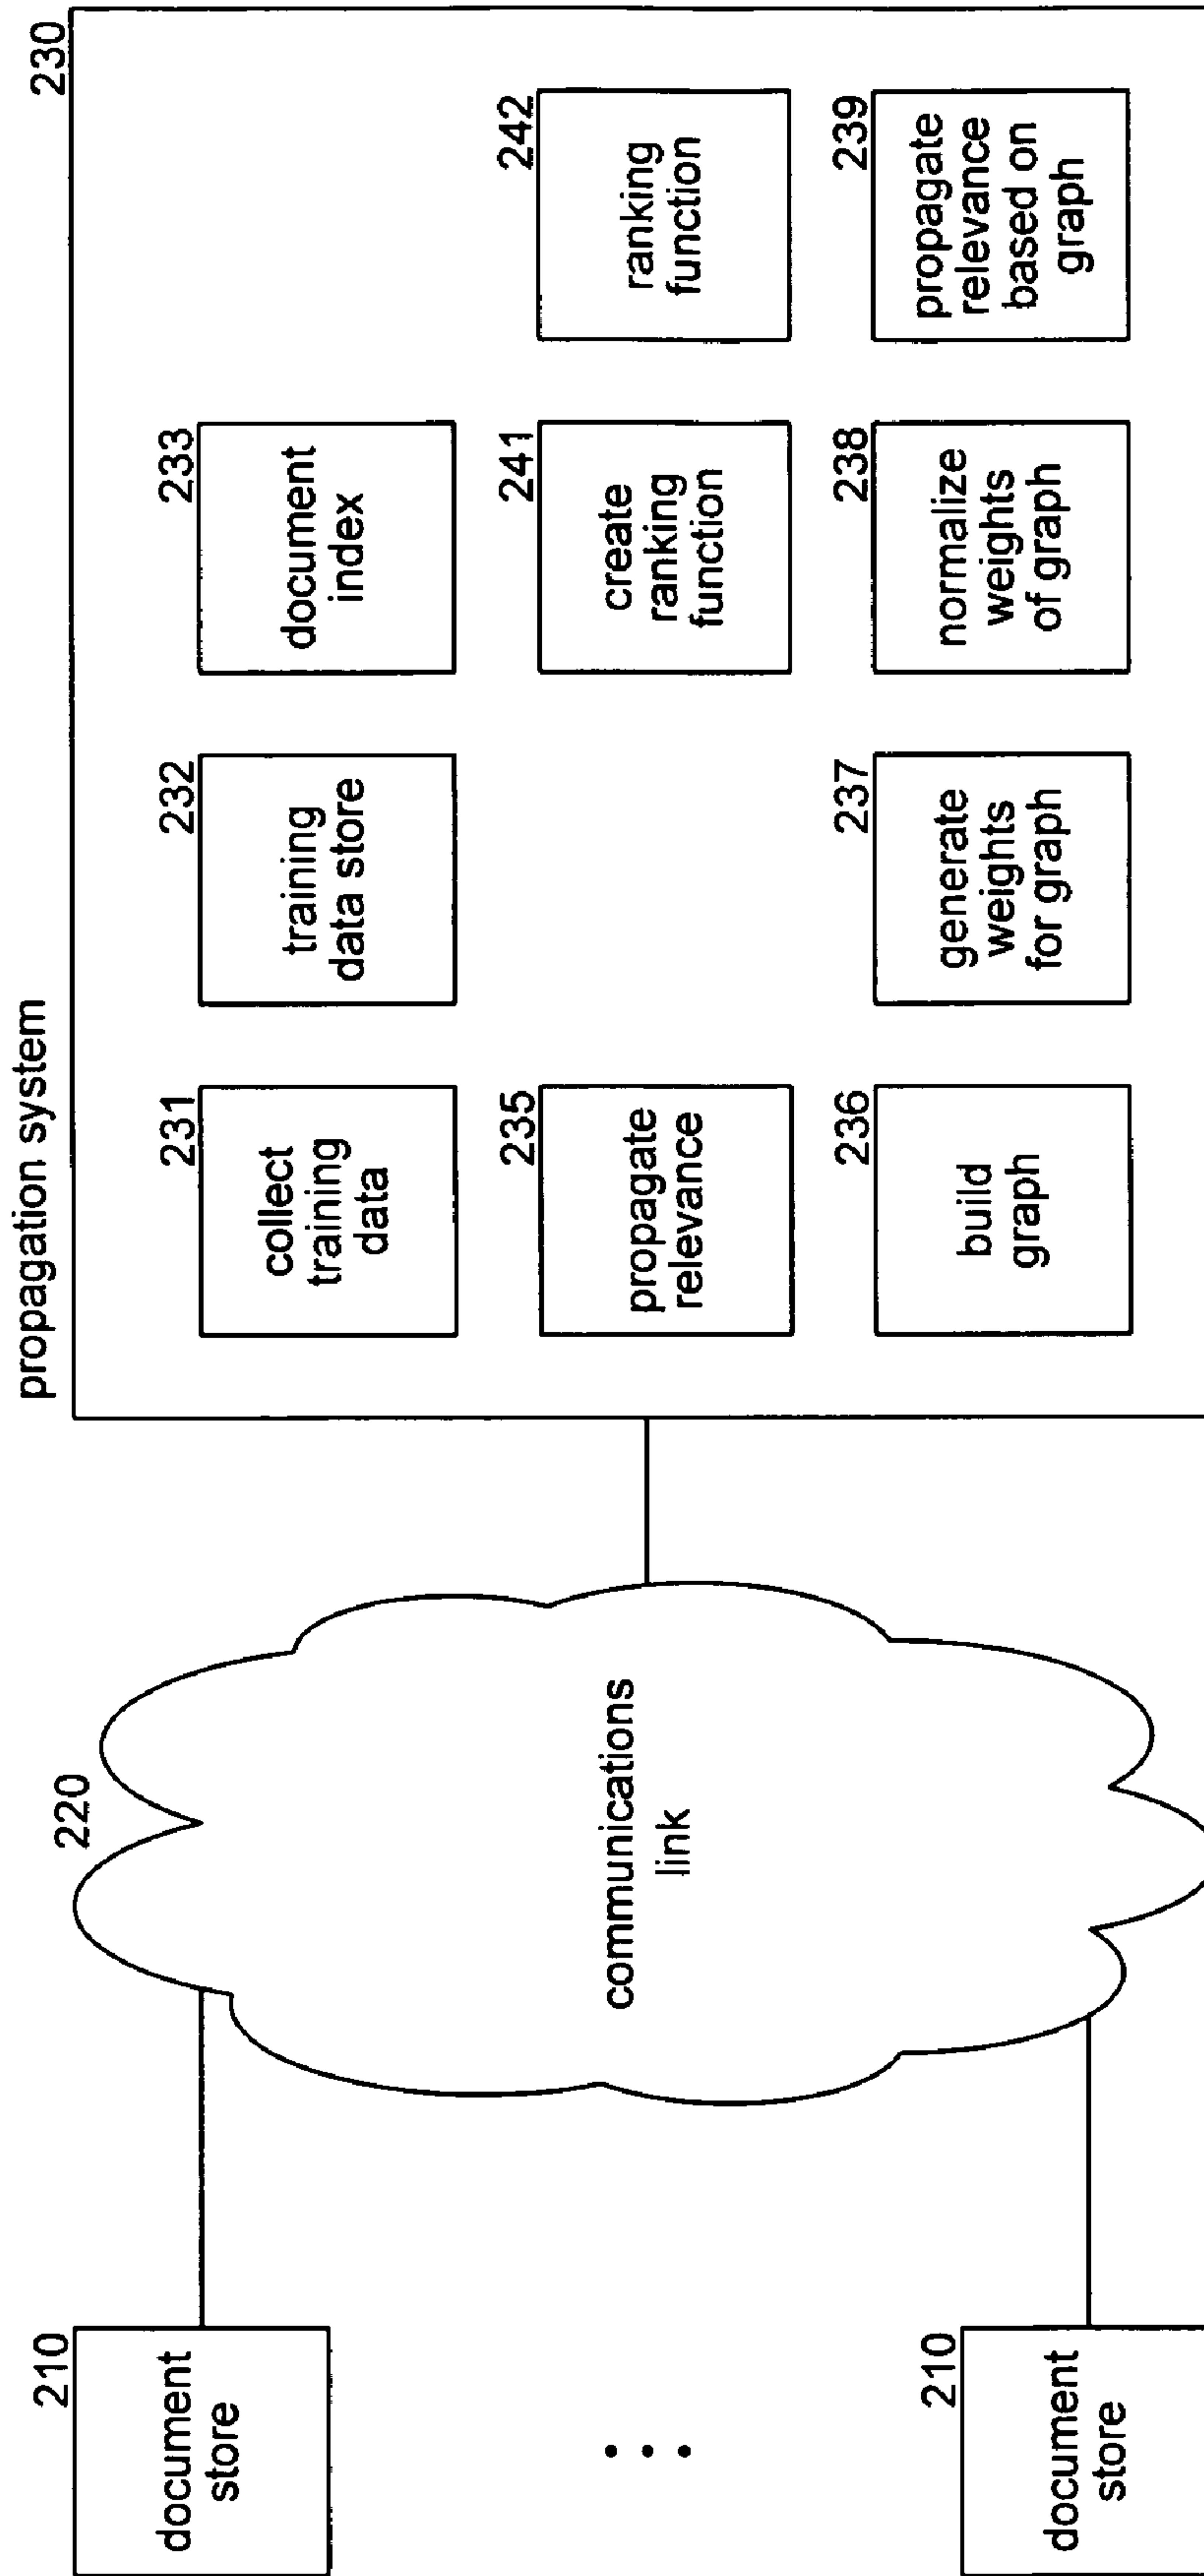 propagation system
230
231
collect
training
data
232
training
data store
233
document
index
235
propagate
relevance
241
create
ranking
function
242
ranking
function
236
build
graph
237
generate
weights
for graph
238
normalize
weights
of graph
239
propagate
relevance
based on
graph
220
communications
link
210
document
store
210
document
store